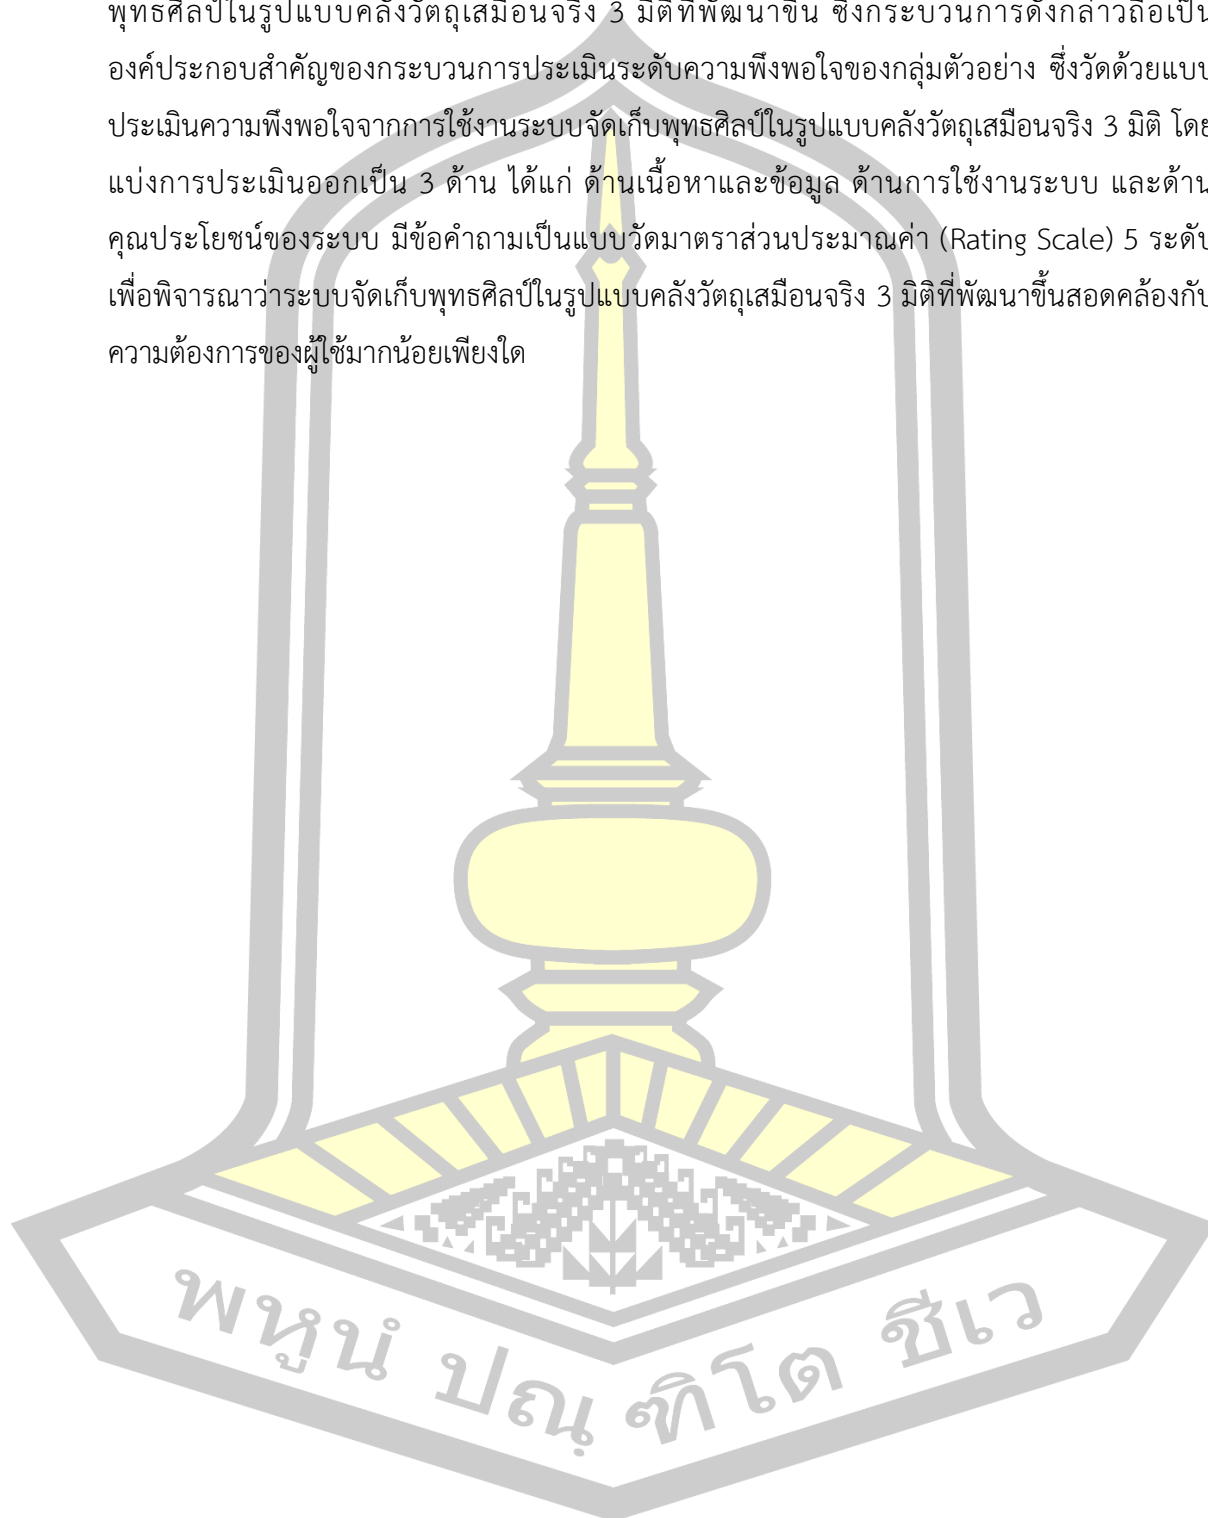 พุทธศิลป์ในรูปแบบคลังวัตถุเสมือนจริง 3 มิติที่พัฒนาขึ้น ซึ่งกระบวนการดังกล่าวถือเป็น
องค์ประกอบสำคัญของกระบวนการประเมินระดับความพึงพอใจของกลุ่มตัวอย่าง ซึ่งวัดด้วยแบบ
ประเมินความพึงพอใจจากการใช้งานระบบจัดเก็บพุทธศิลป์ในรูปแบบคลังวัตถุเสมือนจริง 3 มิติ โดย
แบ่งการประเมินออกเป็น 3 ด้าน ได้แก่ ด้านเนื้อหาและข้อมูล ด้านการใช้งานระบบ และด้าน
คุณประโยชน์ของระบบ มีข้อคำถามเป็นแบบวัดมาตราส่วนประมาณค่า (Rating Scale) 5 ระดับ
เพื่อพิจารณาว่าระบบจัดเก็บพุทธศิลป์ในรูปแบบคลังวัตถุเสมือนจริง 3 มิติที่พัฒนาขึ้นสอดคล้องกับ
ความต้องการของผู้ใช้มากน้อยเพียงใด
พหูนํ ปณฺฑิโต ชีเว